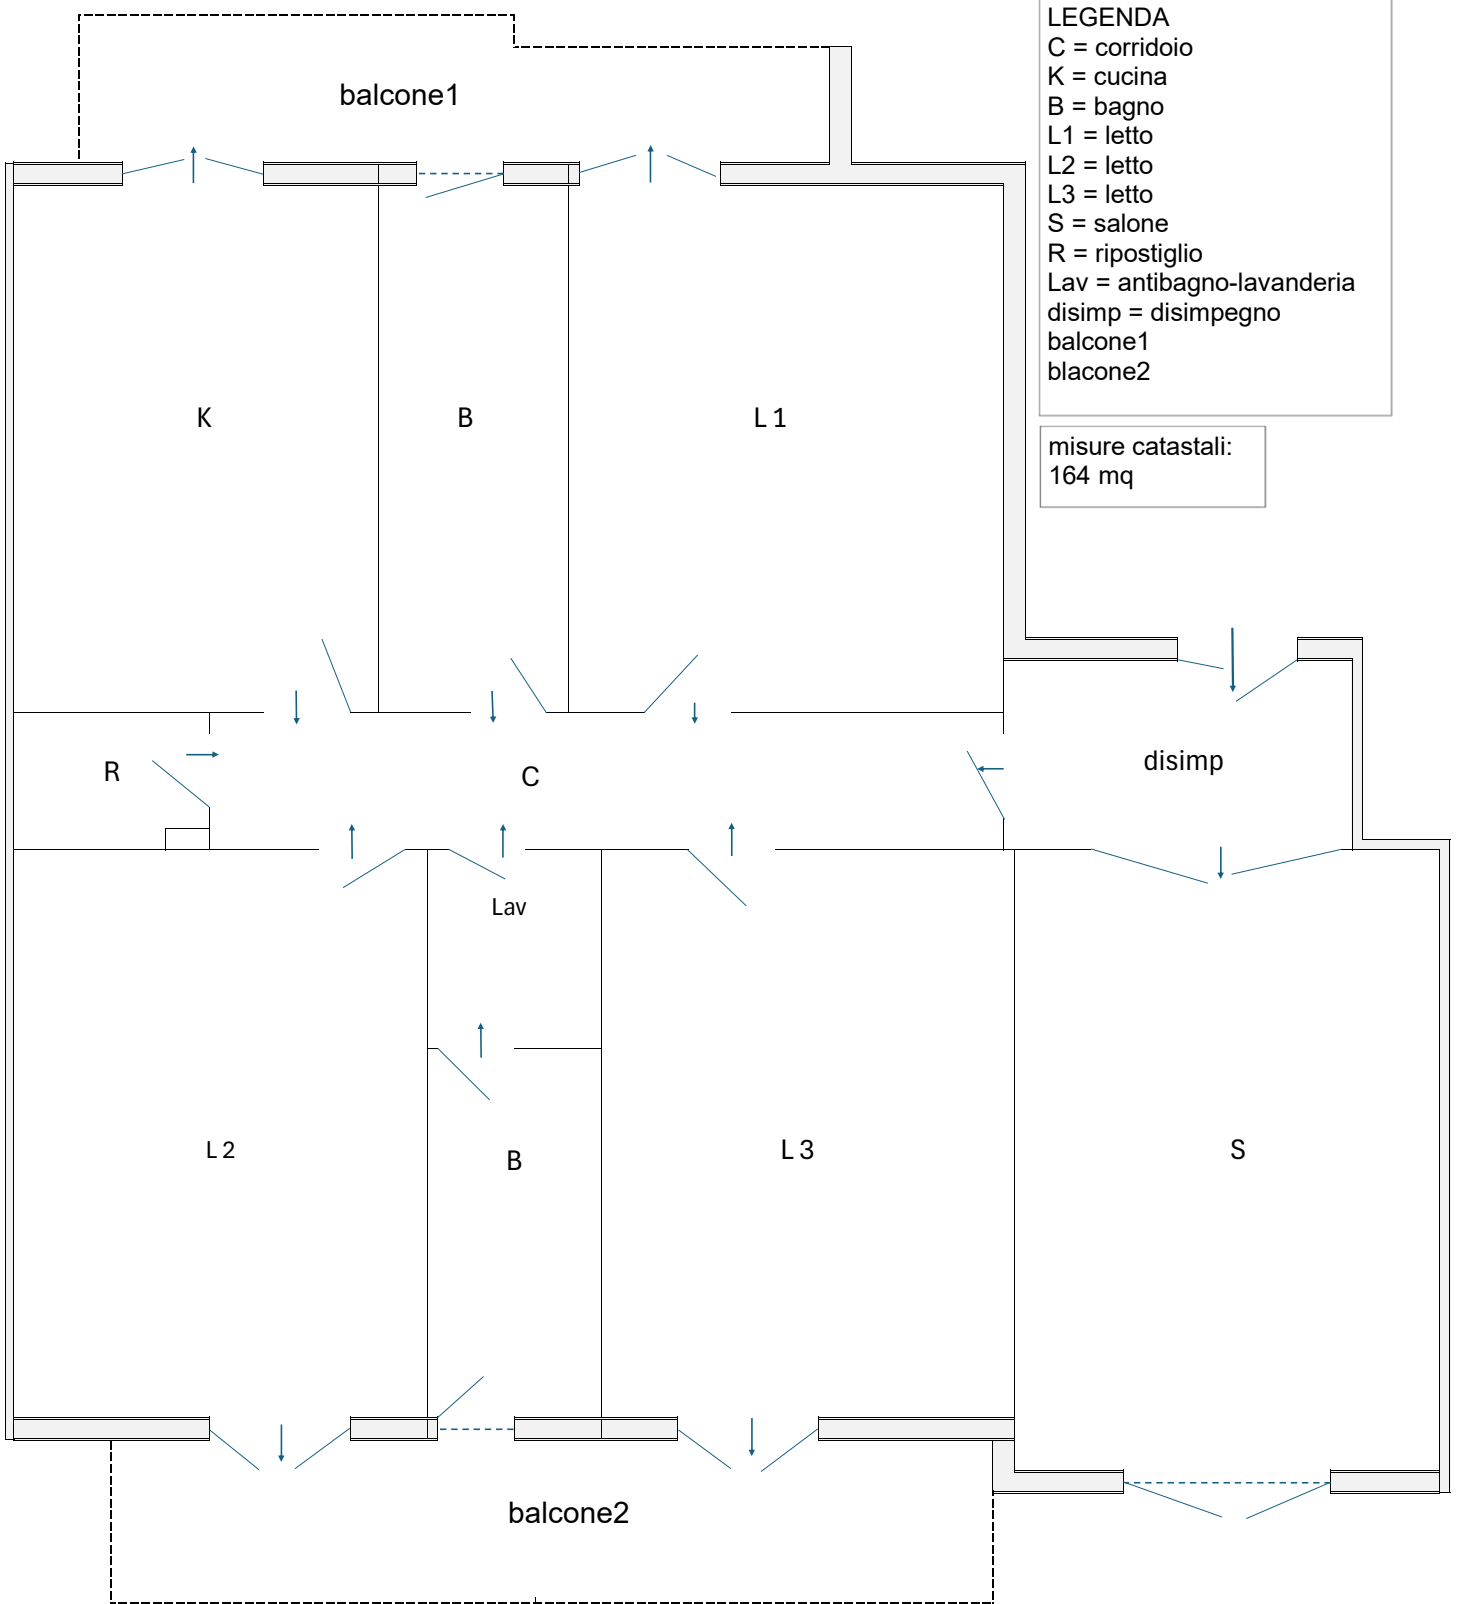 LEGENDA
C = corridoio
K = cucina
B = bagno
L1 = letto
L2 = letto
L3 = letto
S = salone
R = ripostiglio
Lav = antibagno-lavanderia
disimp = disimpegno
balcone1
blacone2
misure catastali:
164 mq
balcone1
K
B
L 1
R
C
disimp
Lav
L 2
B
L 3
S
balcone2